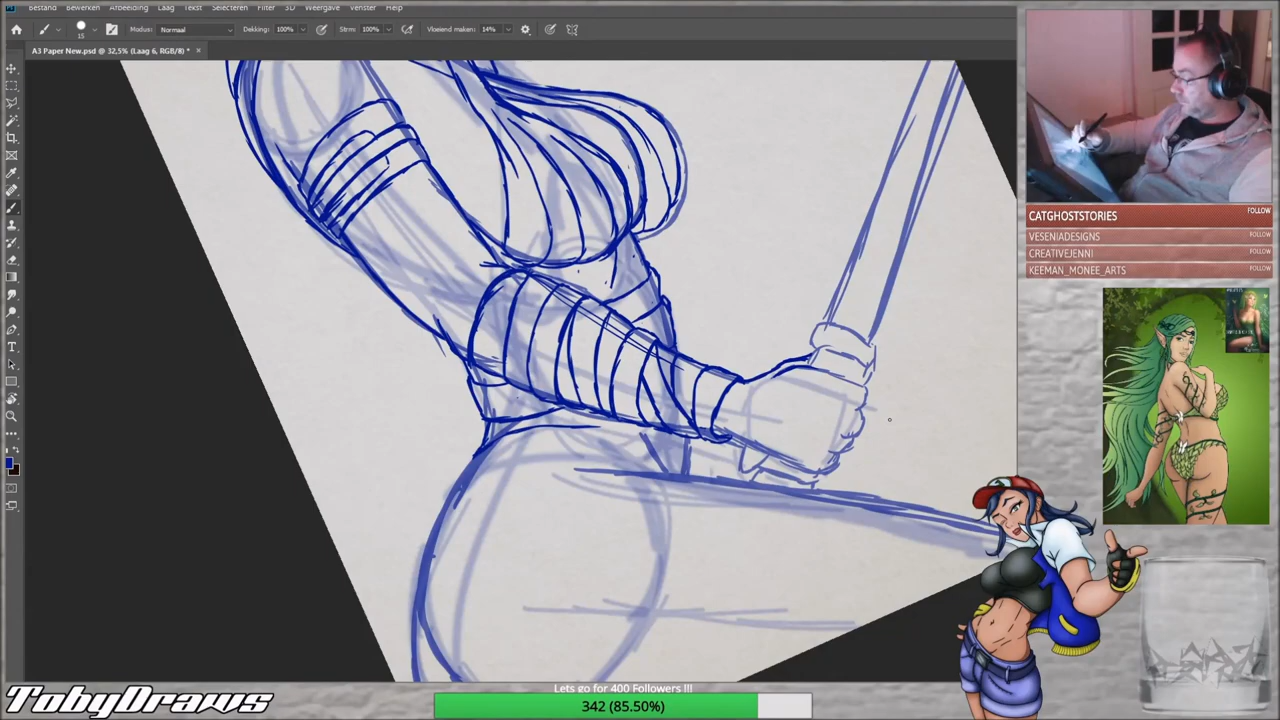 Bestand Bewerken Afbeelding Laag Tekst Selecteren Filter 3D Weergave Venster Help
15 Modus: Normaal Dekking: 100% Strm: 100% Vloeiend maken: 14%
A3 Paper New.psd @ 32,5% (Laag 6, RGB/8) * ×
CATGHOSTSTORIES FOLLOW
VESENIADESIGNS FOLLOW
CREATIVEJENNI FOLLOW
KEEMAN_MONEE_ARTS FOLLOW
TobyDraws
Lets go for 400 Followers !!!
342 (85.50%)